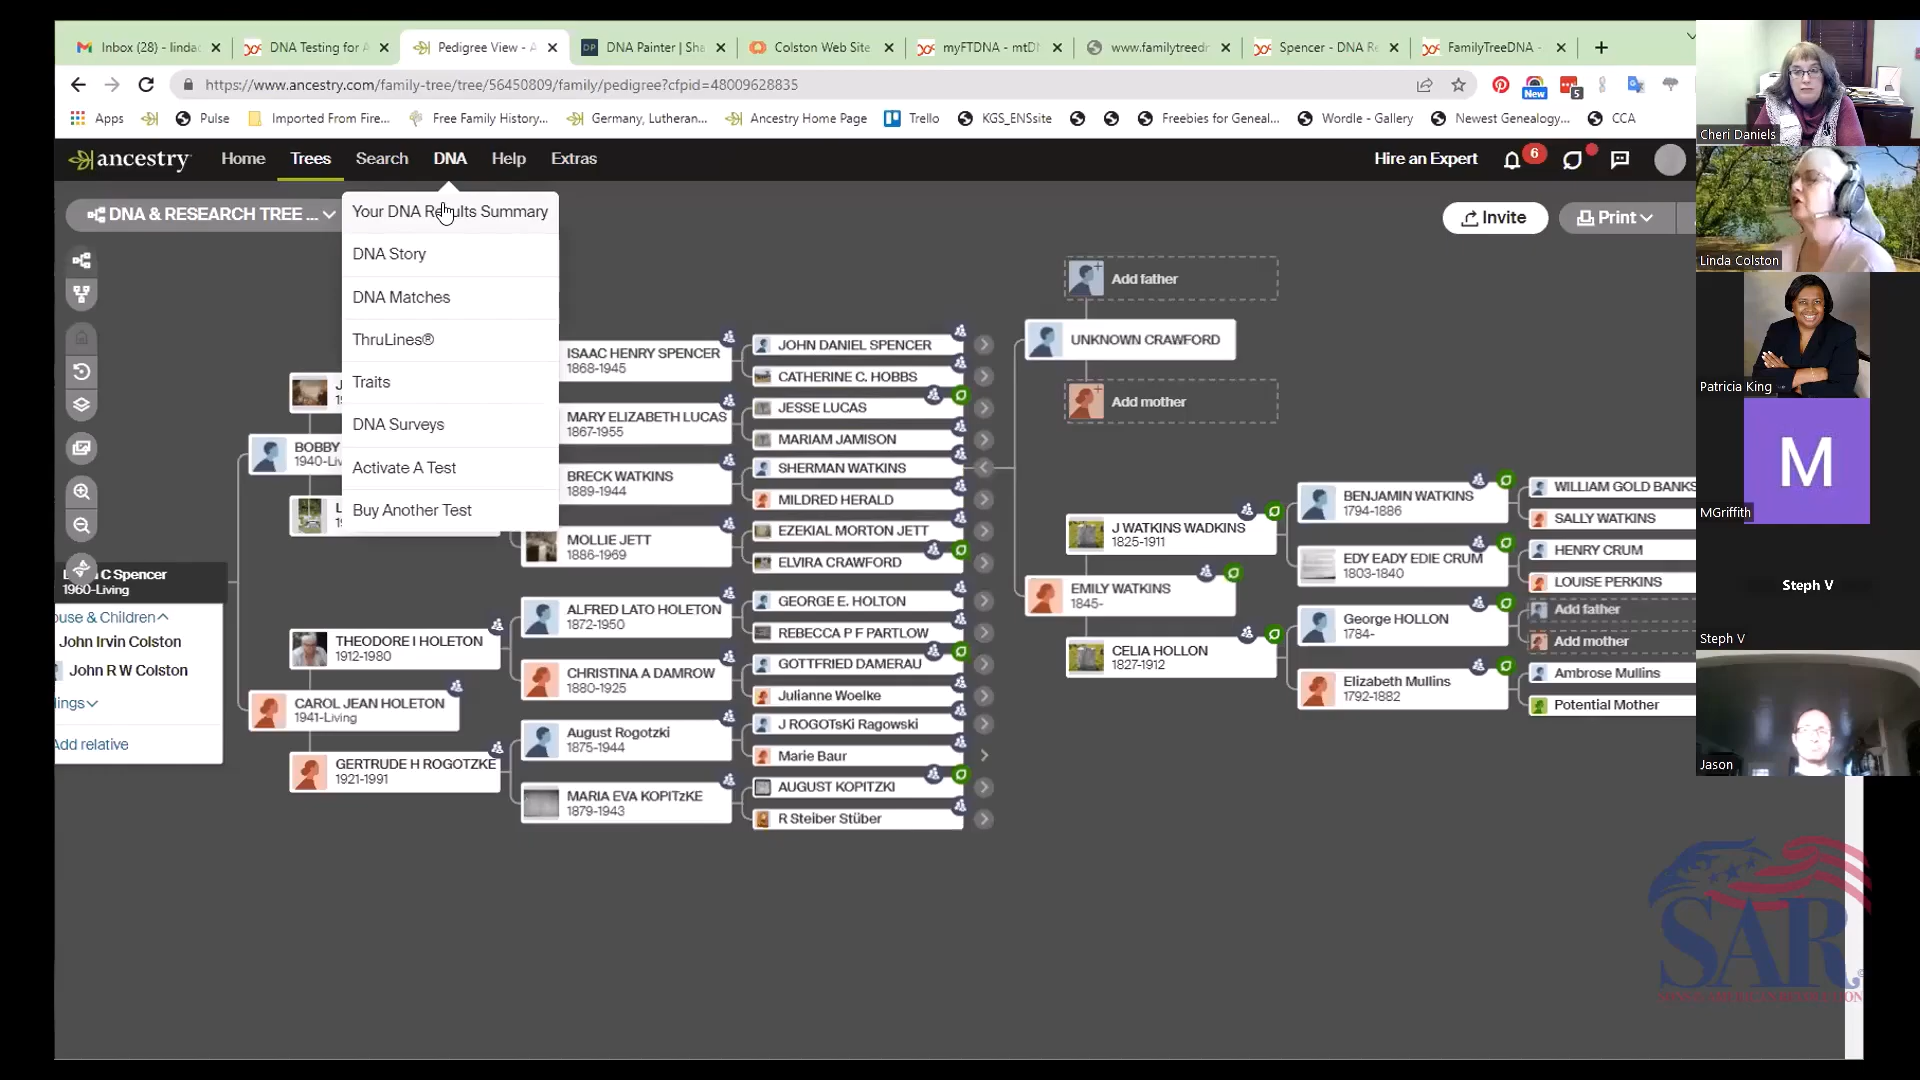 Inbox (28) - linda
DNA Testing for A
Pedigree View - A
DNA Painter | Sha
Colston Web Site
myFTDNA - mtDN
www.familytreedn
Spencer - DNA Re
FamilyTreeDNA -
https://www.ancestry.com/family-tree/tree/56450809/family/pedigree?cfpid=48009628835
New
5
Apps
Pulse
Imported From Fire...
Free Family History...
Germany, Lutheran...
Ancestry Home Page
Trello
KGS_ENSsite
Freebies for Geneal...
Wordle - Gallery
Newest Genealogy...
CCA
ancestry
Home
Trees
Search
DNA
Help
Extras
Hire an Expert
6
DNA & RESEARCH TREE ...
Invite
Print
Your DNA Results Summary
DNA Story
DNA Matches
ThruLines®
Traits
DNA Surveys
Activate A Test
Buy Another Test
C Spencer
1960-Living
ouse & Children
John Irvin Colston
John R W Colston
lings
Add relative
BOBBY
1940-Liv
CAROL JEAN HOLETON
1941-Living
THEODORE I HOLETON
1912-1980
GERTRUDE H ROGOTZKE
1921-1991
ISAAC HENRY SPENCER
1868-1945
MARY ELIZABETH LUCAS
1867-1955
BRECK WATKINS
1889-1944
MOLLIE JETT
1886-1969
ALFRED LATO HOLETON
1872-1950
CHRISTINA A DAMROW
1880-1925
August Rogotzki
1875-1944
MARIA EVA KOPITzKE
1879-1943
JOHN DANIEL SPENCER
CATHERINE C. HOBBS
JESSE LUCAS
MARIAM JAMISON
SHERMAN WATKINS
MILDRED HERALD
EZEKIAL MORTON JETT
ELVIRA CRAWFORD
GEORGE E. HOLTON
REBECCA P F PARTLOW
GOTTFRIED DAMERAU
Julianne Woelke
J ROGOTsKi Ragowski
Marie Baur
AUGUST KOPITZKI
R Steiber Stüber
Add father
UNKNOWN CRAWFORD
Add mother
EMILY WATKINS
1845-
J WATKINS WADKINS
1825-1911
CELIA HOLLON
1827-1912
BENJAMIN WATKINS
1794-1886
EDY EADY EDIE CRUM
1803-1840
George HOLLON
1784-
Elizabeth Mullins
1792-1882
WILLIAM GOLD BANKS
SALLY WATKINS
HENRY CRUM
LOUISE PERKINS
Add father
Add mother
Ambrose Mullins
Potential Mother
Cheri Daniels
Linda Colston
Patricia King
M
MGriffith
Steph V
Steph V
Jason
SAR